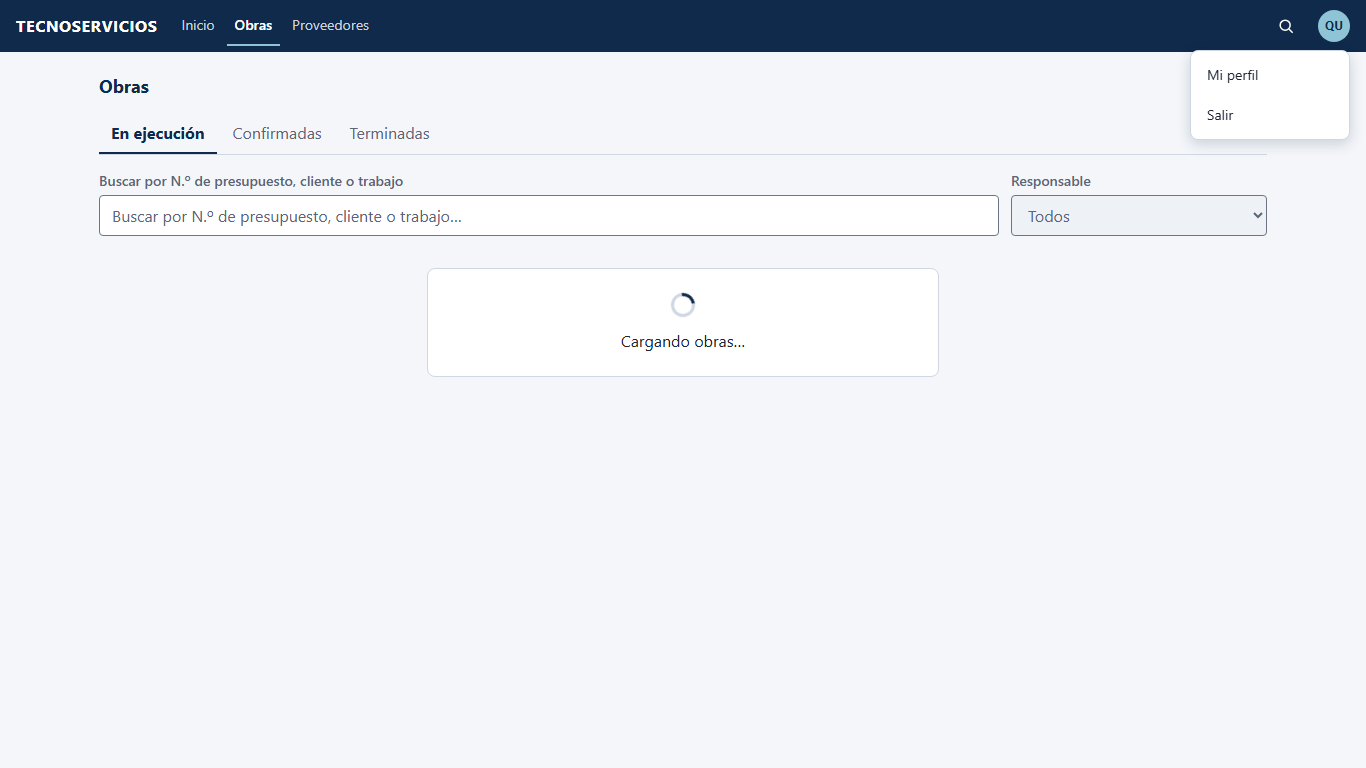 TECNOSERVICIOS Inicio Obras Proveedores QU
Mi perfil
Salir
Obras
En ejecución Confirmadas Terminadas
Buscar por N.º de presupuesto, cliente o trabajo Responsable
Buscar por N.º de presupuesto, cliente o trabajo... Todos
Cargando obras...